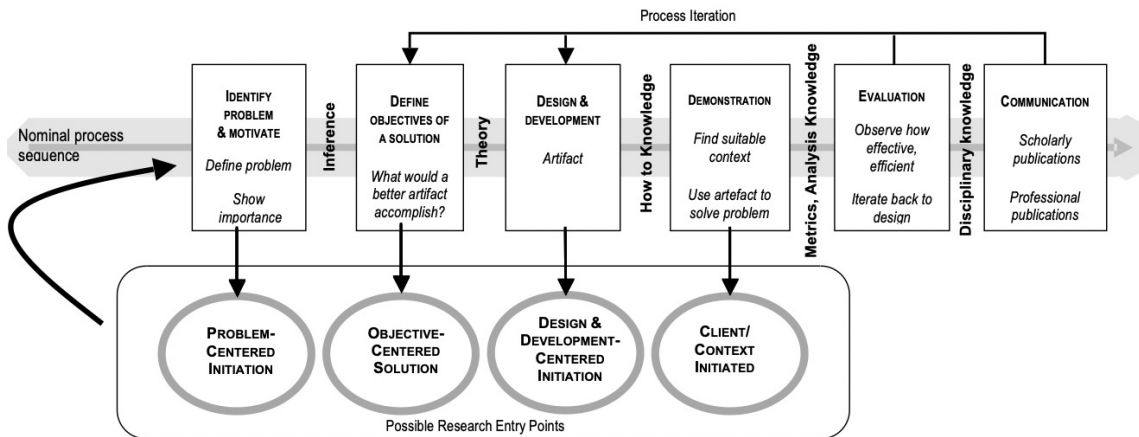 Process Iteration
Nominal process
sequence
IDENTIFY
PROBLEM
& MOTIVATE
Define problem
Show
importance
Inference
DEFINE
OBJECTIVES OF
A SOLUTION
What would a
better artifact
accomplish?
Theory
DESIGN &
DEVELOPMENT
Artifact
How to Knowledge
DEMONSTRATION
Find suitable
context
Use artefact to
solve problem
Metrics, Analysis Knowledge
EVALUATION
Observe how
effective,
efficient
Iterate back to
design
Disciplinary knowledge
COMMUNICATION
Scholarly
publications
Professional
publications
PROBLEM-
CENTERED
INITIATION
OBJECTIVE-
CENTERED
SOLUTION
DESIGN &
DEVELOPMENT-
CENTERED
INITIATION
CLIENT/
CONTEXT
INITIATED
Possible Research Entry Points